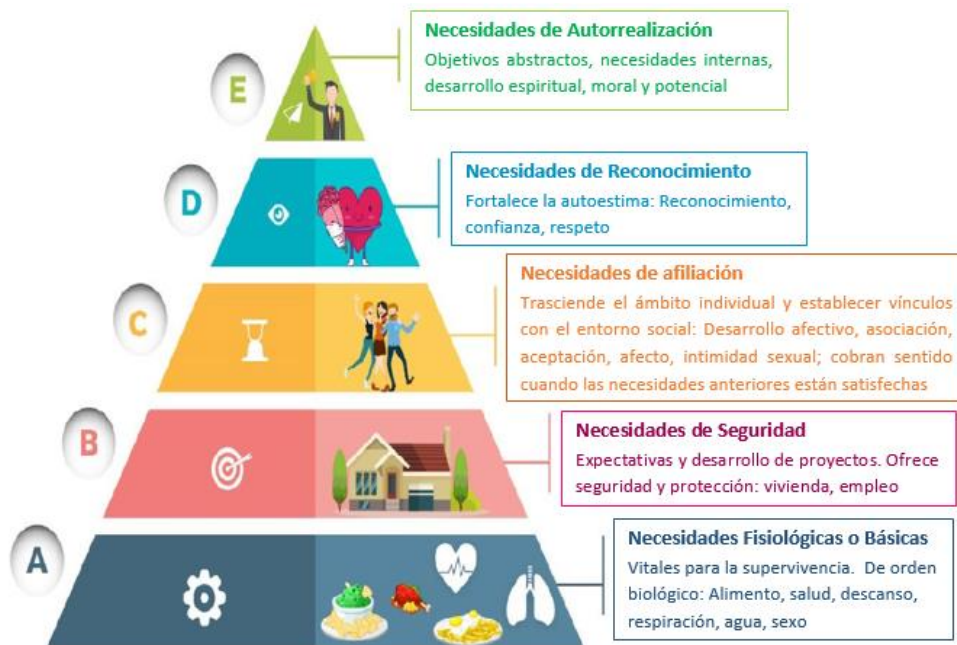 E
Necesidades de Autorrealización
Objetivos abstractos, necesidades internas,
desarrollo espiritual, moral y potencial
D
Necesidades de Reconocimiento
Fortalece la autoestima: Reconocimiento,
confianza, respeto
C
Necesidades de afiliación
Trasciende el ámbito individual y establecer vínculos
con el entorno social: Desarrollo afectivo, asociación,
aceptación, afecto, intimidad sexual; cobran sentido
cuando las necesidades anteriores están satisfechas
B
Necesidades de Seguridad
Expectativas y desarrollo de proyectos. Ofrece
seguridad y protección: vivienda, empleo
A
Necesidades Fisiológicas o Básicas
Vitales para la supervivencia. De orden
biológico: Alimento, salud, descanso,
respiración, agua, sexo